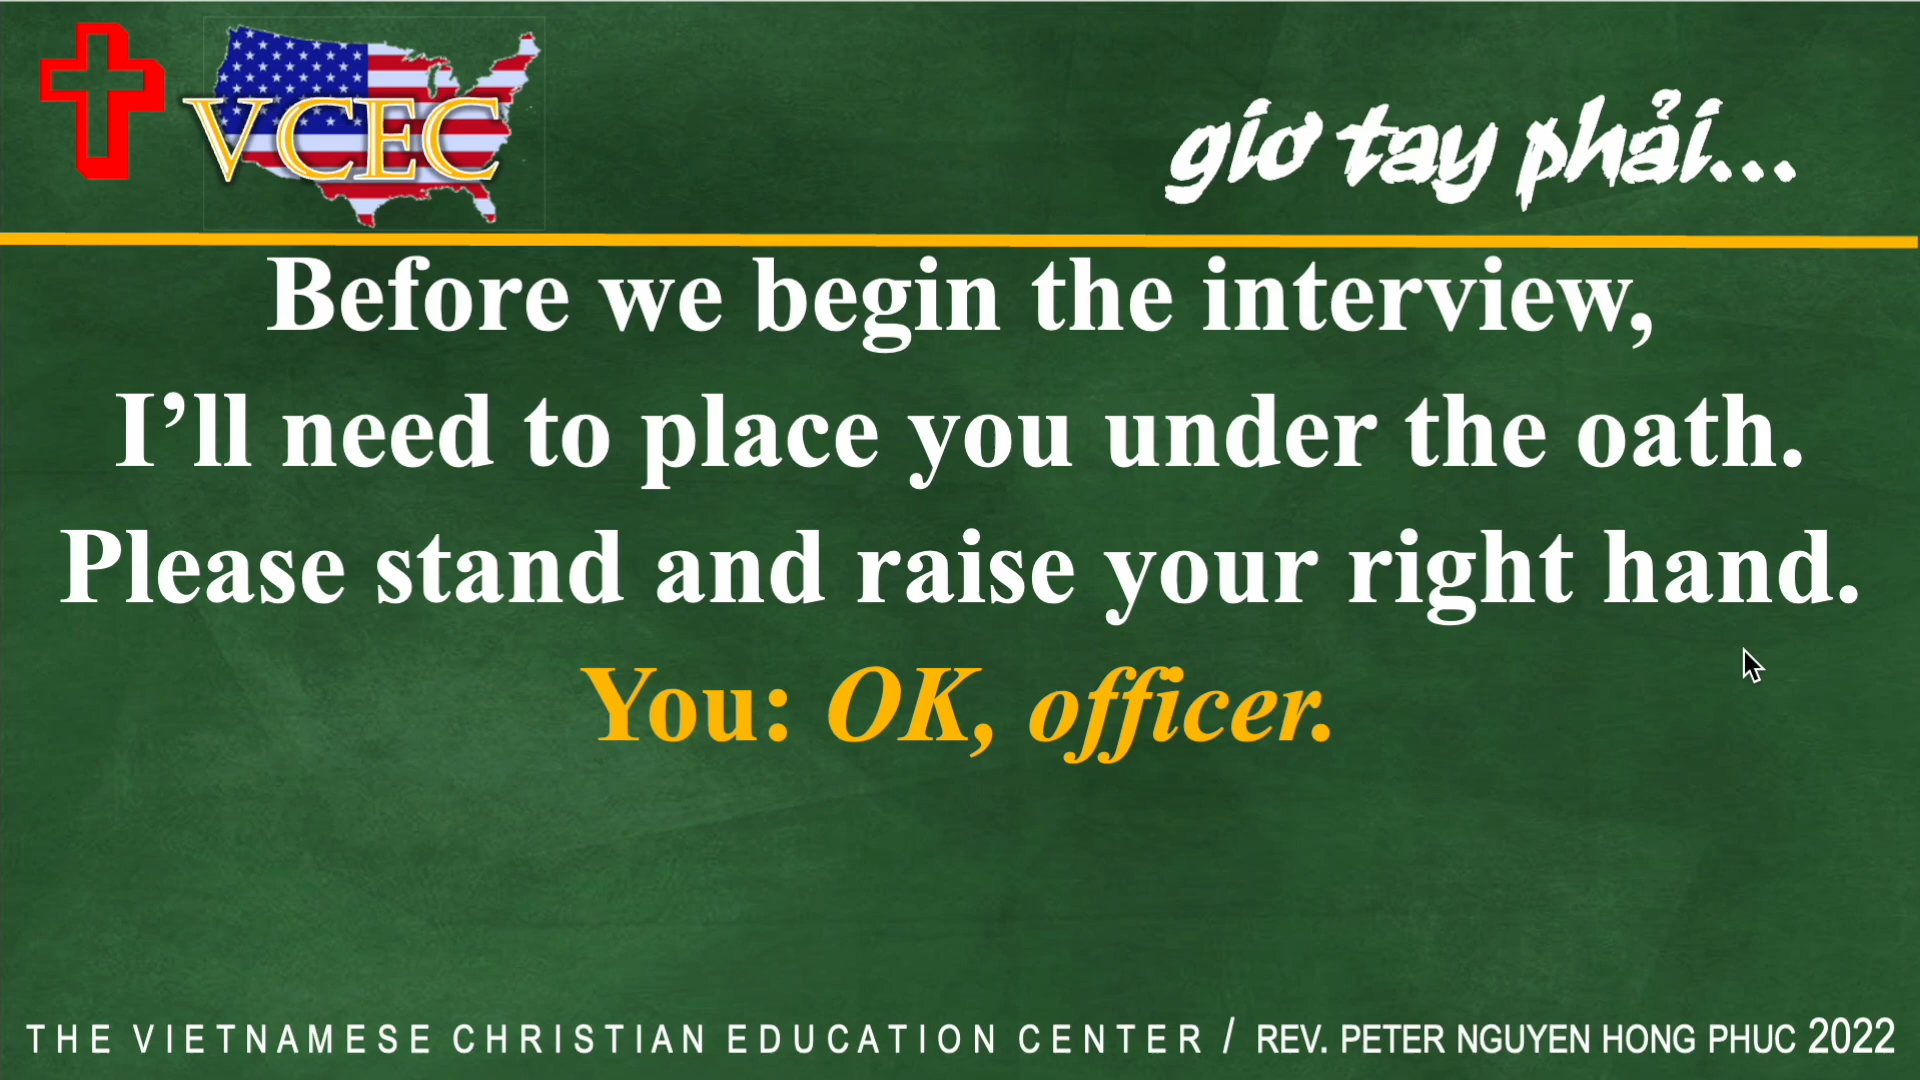 VCEC
giơ tay phải...
Before we begin the interview,
I’ll need to place you under the oath.
Please stand and raise your right hand.
You: OK, officer.
THE VIETNAMESE CHRISTIAN EDUCATION CENTER / REV. PETER NGUYEN HONG PHUC 2022